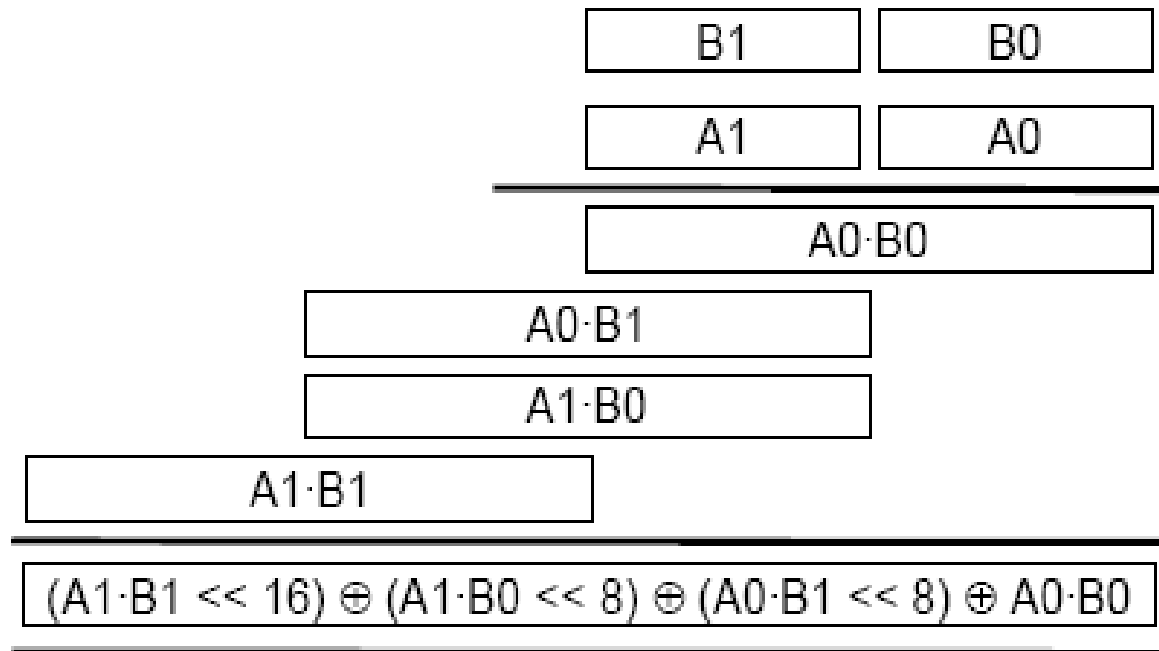 B1 B0
A1 A0
A0·B0
A0·B1
A1·B0
A1·B1
(A1·B1 << 16) ⊕ (A1·B0 << 8) ⊕ (A0·B1 << 8) ⊕ A0·B0